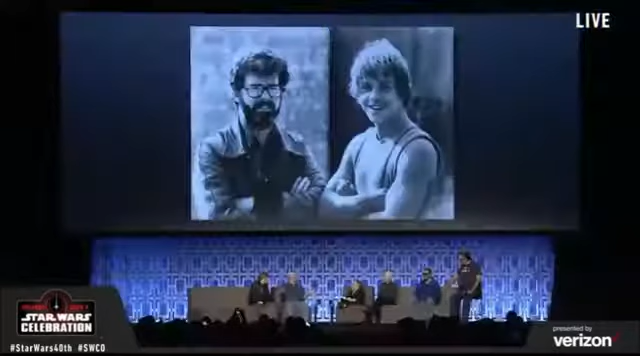 LIVE
STAR WARS
CELEBRATION
#StarWars40th #SWCO
presented by
verizon